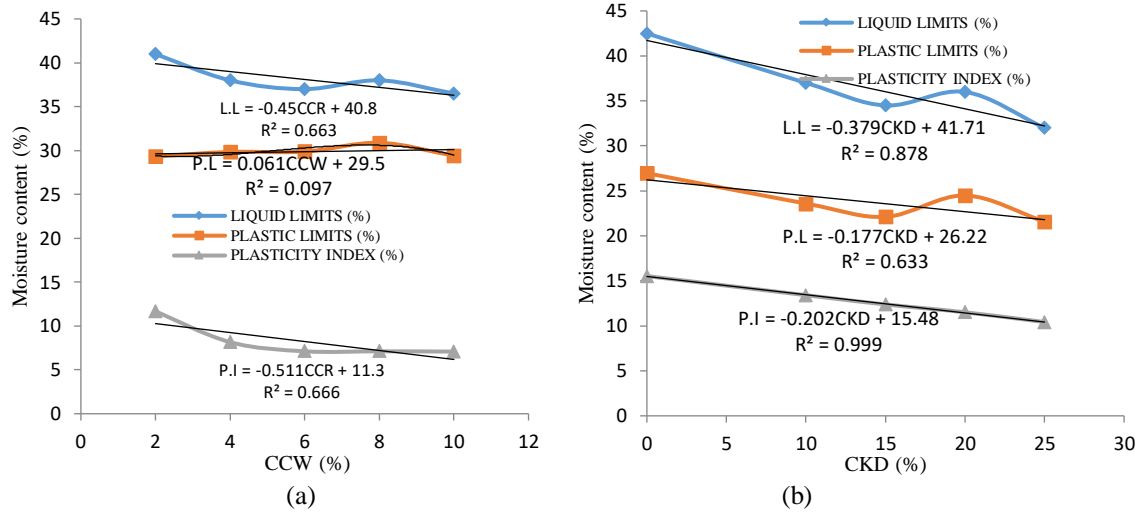 45
40
35
30
25
20
15
10
5
0
Moisture content (%)
L.L = -0.45CCR + 40.8
R² = 0.663
P.L = 0.061CCW + 29.5
R² = 0.097
LIQUID LIMITS (%)
PLASTIC LIMITS (%)
PLASTICITY INDEX (%)
P.I = -0.511CCR + 11.3
R² = 0.666
0 2 4 6 8 10 12
CCW (%)
(a)
45
40
35
30
25
20
15
10
5
0
Moisture content (%)
LIQUID LIMITS (%)
PLASTIC LIMITS (%)
PLASTICITY INDEX (%)
L.L = -0.379CKD + 41.71
R² = 0.878
P.L = -0.177CKD + 26.22
R² = 0.633
P.I = -0.202CKD + 15.48
R² = 0.999
0 5 10 15 20 25 30
CKD (%)
(b)